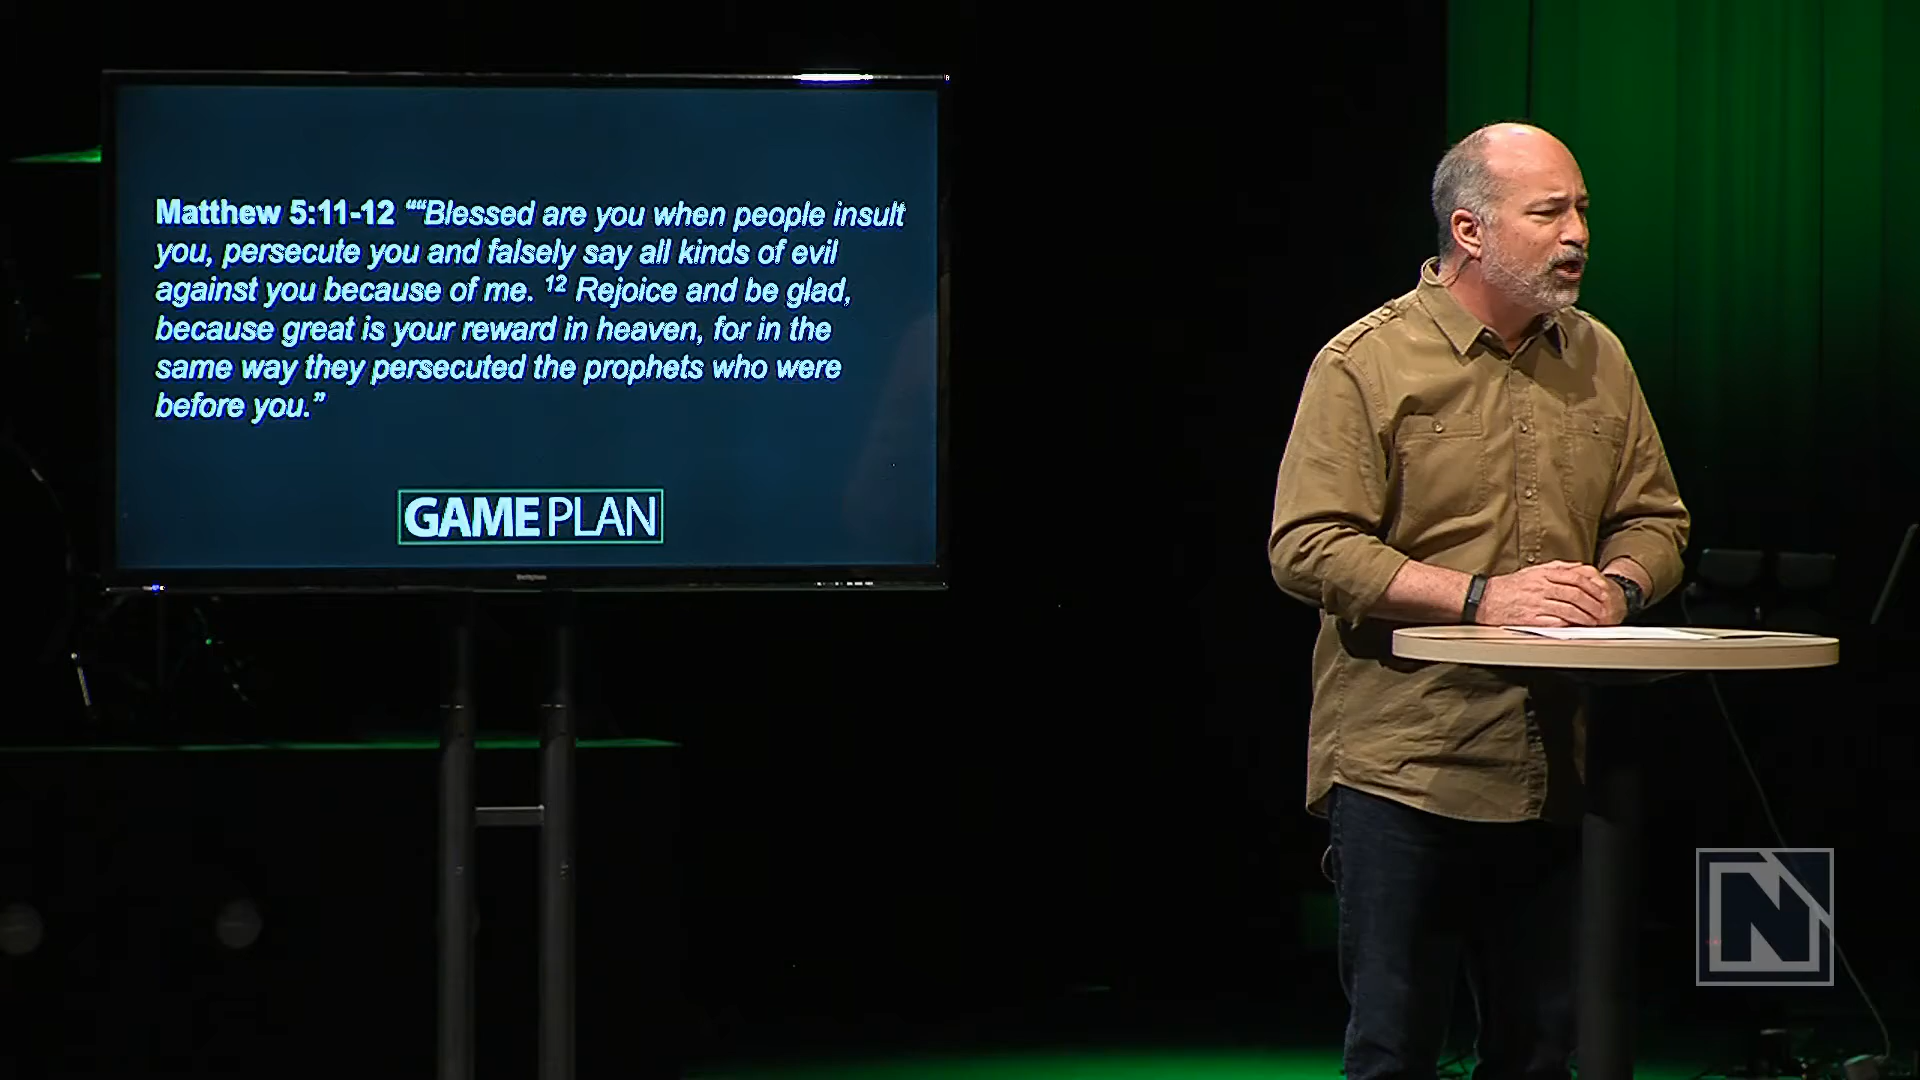 Matthew 5:11-12 ““Blessed are you when people insult
you, persecute you and falsely say all kinds of evil
against you because of me. 12 Rejoice and be glad,
because great is your reward in heaven, for in the
same way they persecuted the prophets who were
before you.”
GAME PLAN
N